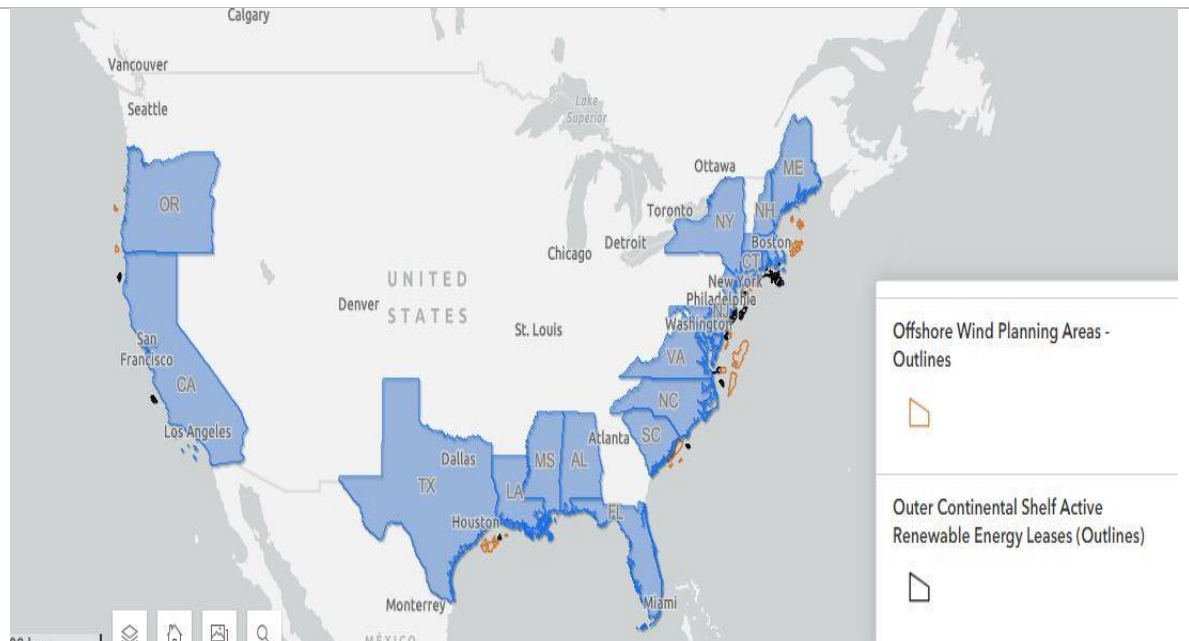 Calgary
Vancouver
Seattle
Lake
Superior
Ottawa
ME
OR
Toronto
NY
NH
Boston
Chicago
Detroit
CT
UNITED
STATES
New York
Denver
Philadelphia
NJ
St. Louis
Washington
San
Francisco
VA
CA
NC
Los Angeles
Atlanta
SC
Dallas
MS
AL
TX
LA
Houston
FL
Monterrey
Miami
MÉXICO
Offshore Wind Planning Areas -
Outlines
Outer Continental Shelf Active
Renewable Energy Leases (Outlines)